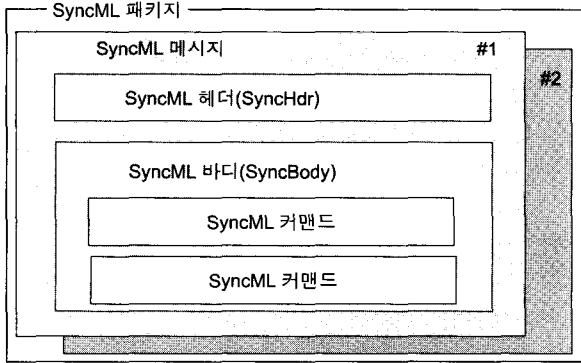 SyncML 패키지
SyncML 메시지 #1
#2
SyncML 헤더(SyncHdr)
SyncML 바디(SyncBody)
SyncML 커맨드
SyncML 커맨드